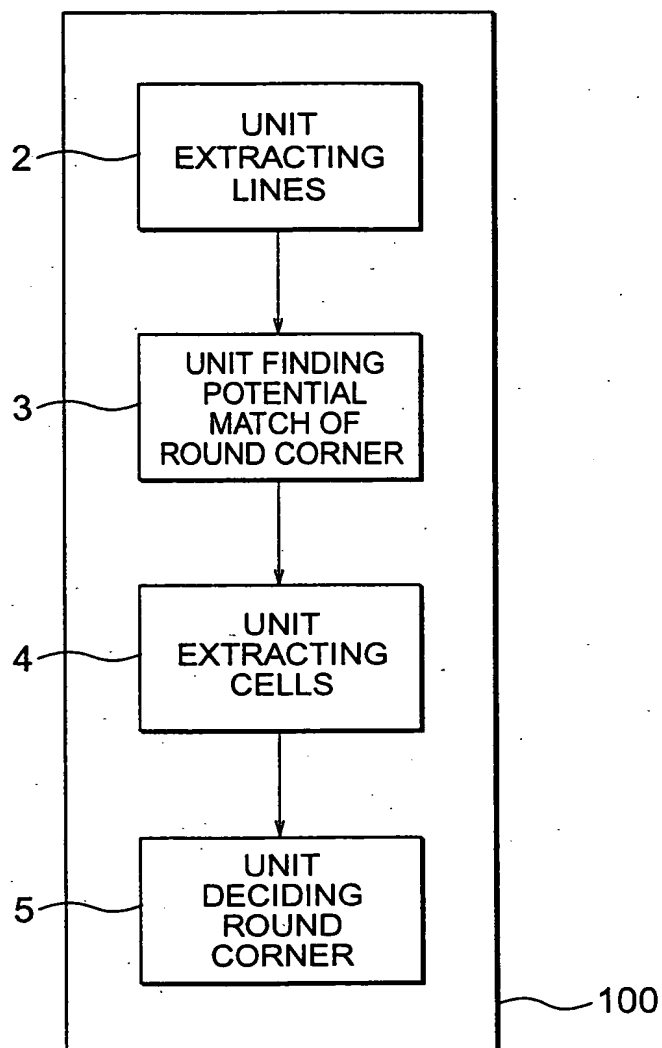 2
UNIT
EXTRACTING
LINES
3
UNIT FINDING
POTENTIAL
MATCH OF
ROUND CORNER
4
UNIT
EXTRACTING
CELLS
5
UNIT
DECIDING
ROUND
CORNER
100